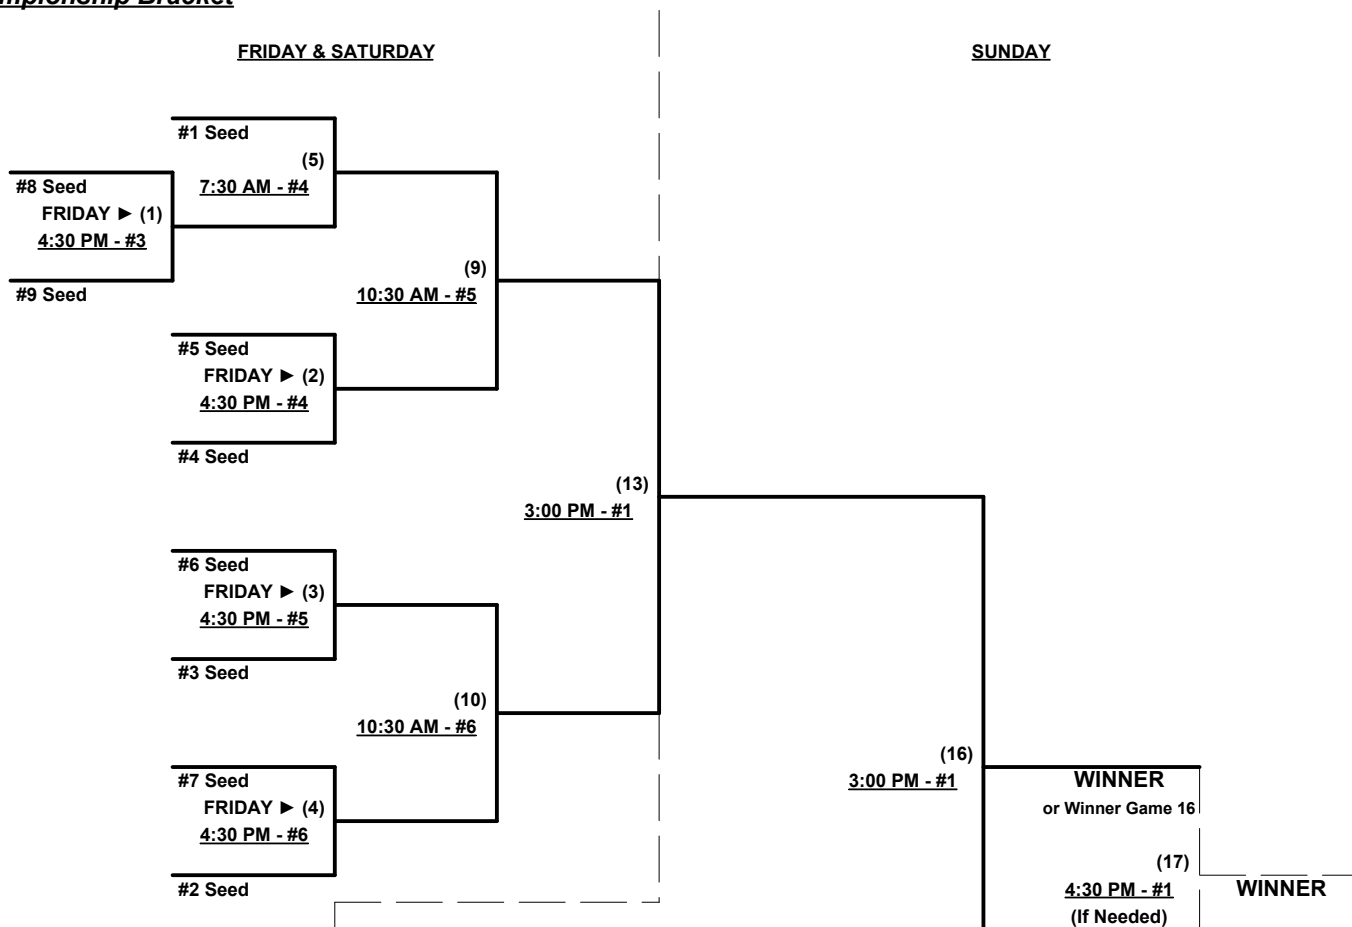 FRIDAY & SATURDAY
SUNDAY
#1 Seed
(5)
7:30 AM - #4
#8 Seed
FRIDAY ► (1)
4:30 PM - #3
#9 Seed
(9)
10:30 AM - #5
#5 Seed
FRIDAY ► (2)
4:30 PM - #4
#4 Seed
(13)
3:00 PM - #1
#6 Seed
FRIDAY ► (3)
4:30 PM - #5
#3 Seed
(10)
10:30 AM - #6
#7 Seed
FRIDAY ► (4)
4:30 PM - #6
#2 Seed
(16)
3:00 PM - #1
WINNER
or Winner Game 16
(17)
4:30 PM - #1
(If Needed)
WINNER